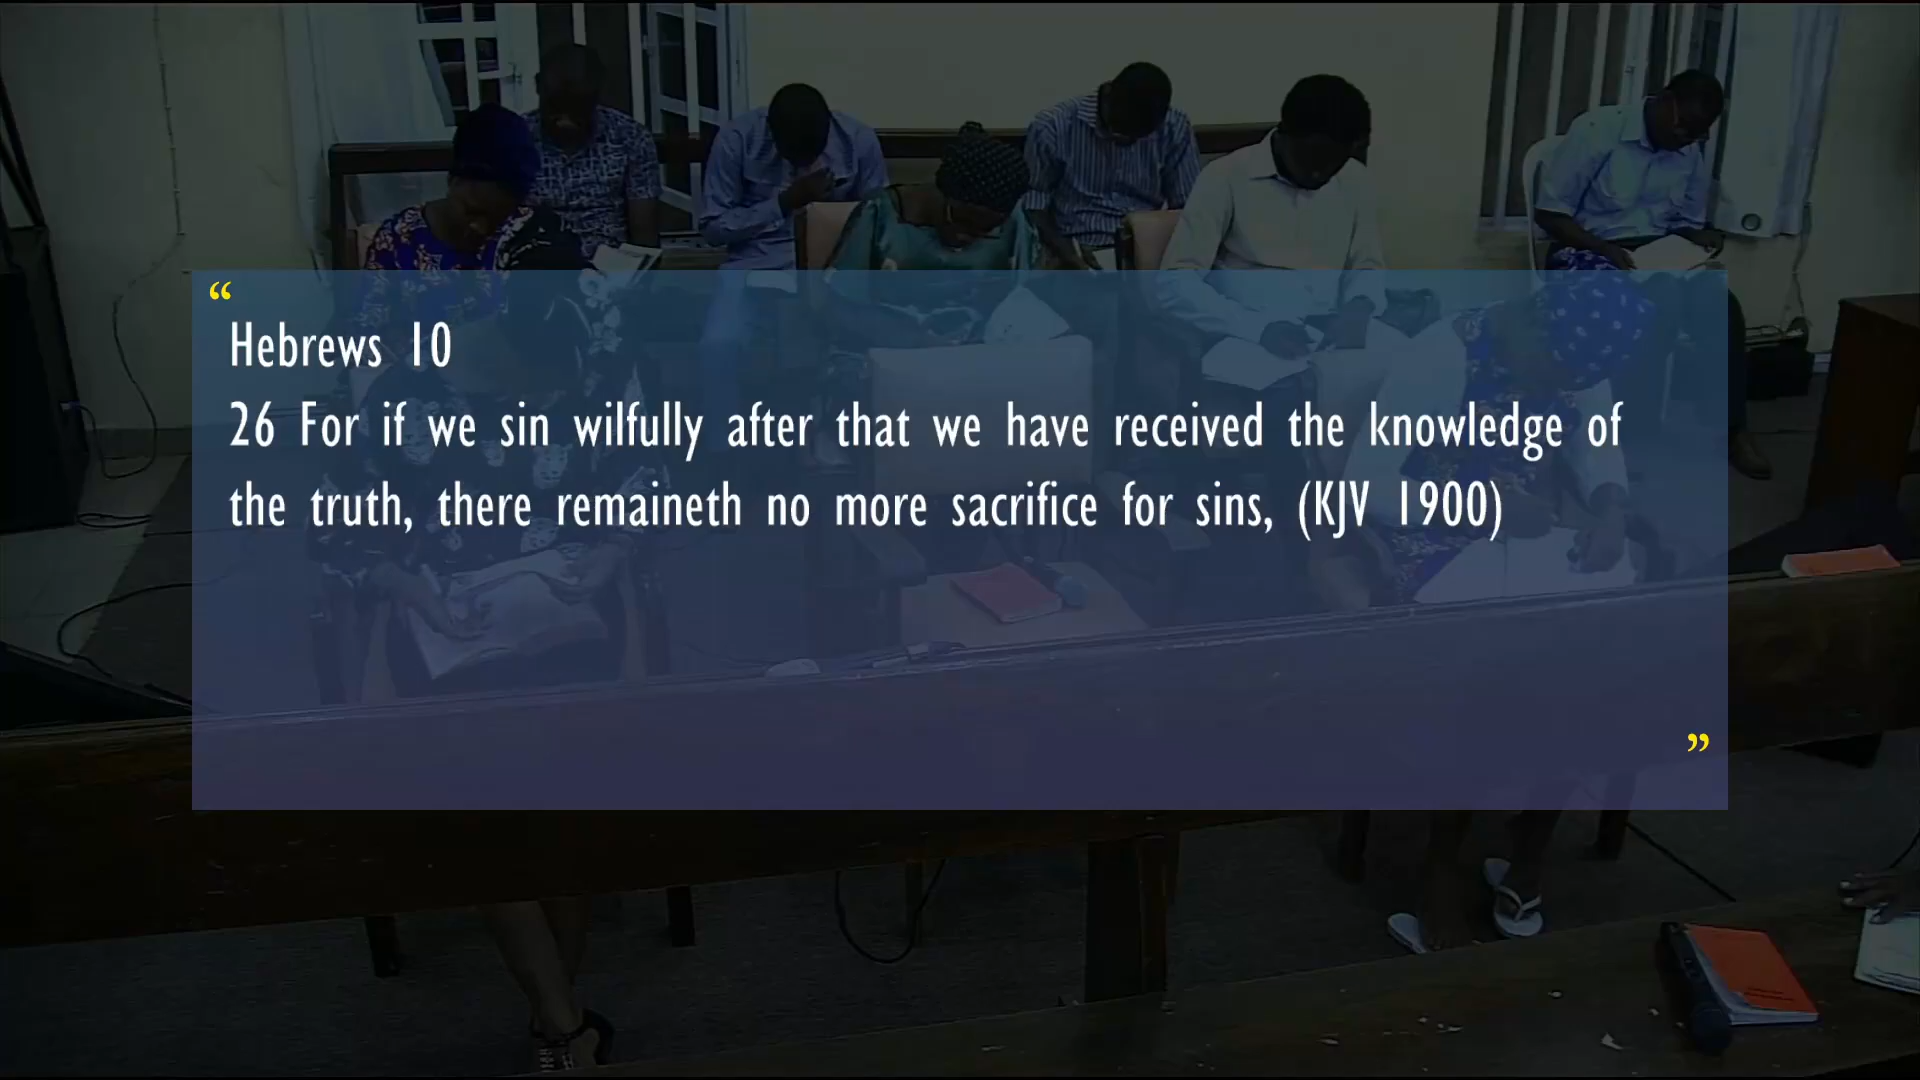 “
Hebrews 10
26 For if we sin wilfully after that we have received the knowledge of
the truth, there remaineth no more sacrifice for sins, (KJV 1900)
”